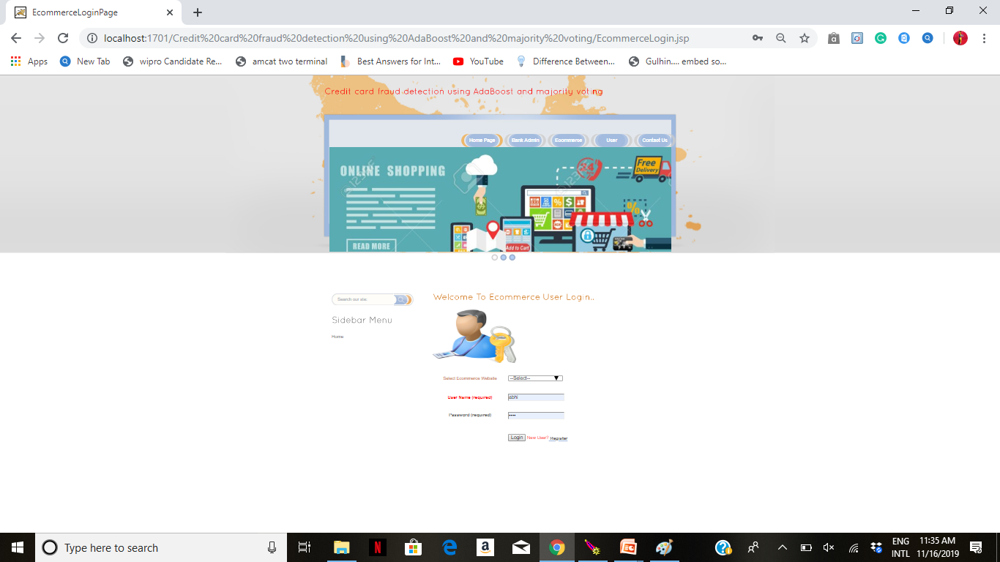 EcommerceLoginPage
localhost:1701/Credit%20card%20fraud%20detection%20using%20AdaBoost%20and%20majority%20voting/EcommerceLogin.jsp
Apps New Tab wipro Candidate Re... amcat two terminal Best Answers for Int... YouTube Difference Between... Gulhin.... embed so...
Credit card fraud detection using AdaBoost and majority voting
Home Page Bank Admin Ecommerce User Contact Us
ONLINE SHOPPING
24
Free
Delivery
READ MORE
Add to Cart
Search our site:
Sidebar Menu
Home
Welcome To Ecommerce User Login..
Select Ecommerce Website --Select--
User Name (required) abhi
Password (required) ••••
Login New User? Register
Type here to search
ENG
INTL
11:35 AM
11/16/2019